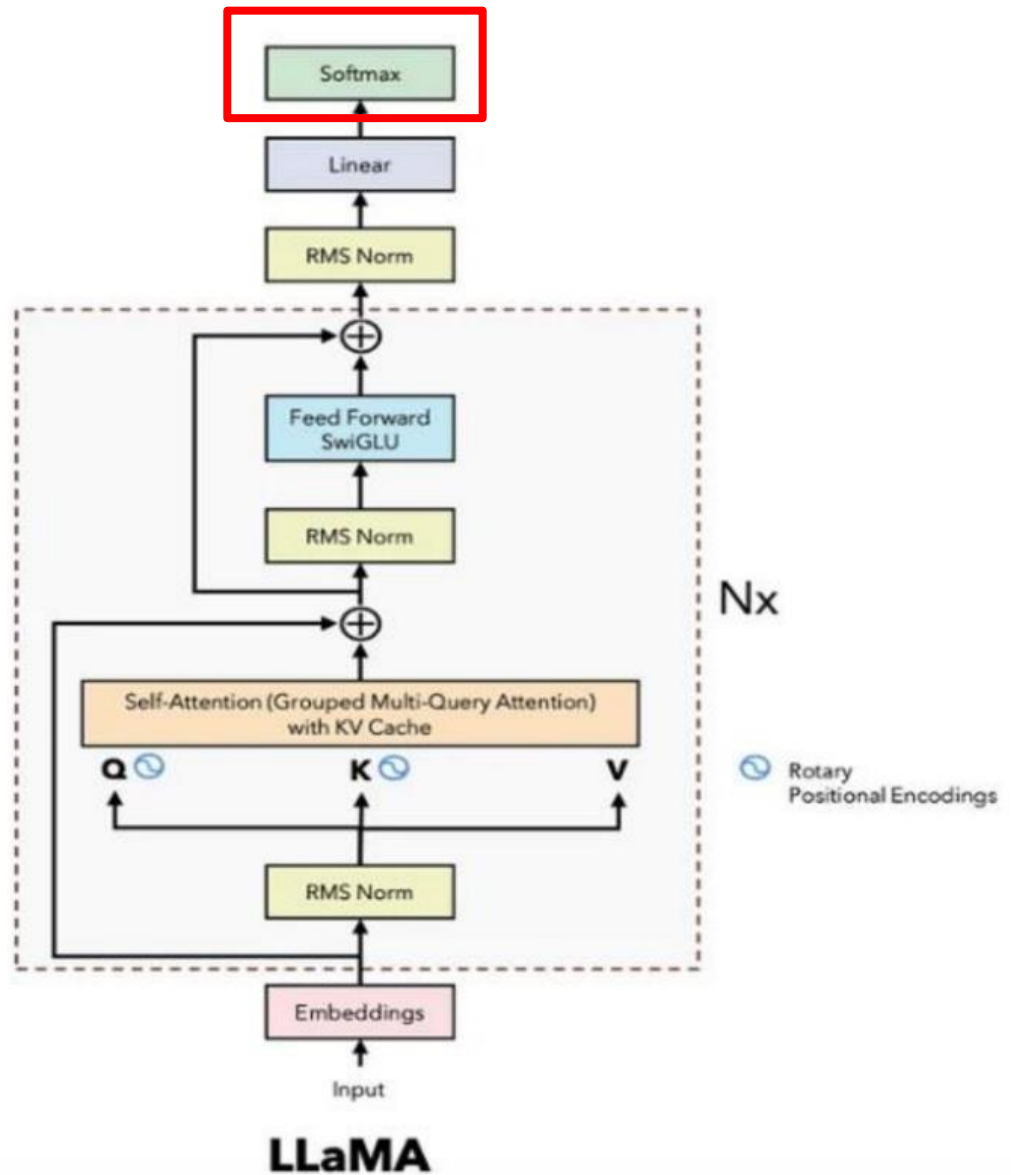 Softmax
Linear
RMS Norm
Feed Forward
SwiGLU
RMS Norm
Nx
Self-Attention (Grouped Multi-Query Attention)
with KV Cache
Q
K
V
Rotary
Positional Encodings
RMS Norm
Embeddings
Input
LLaMA